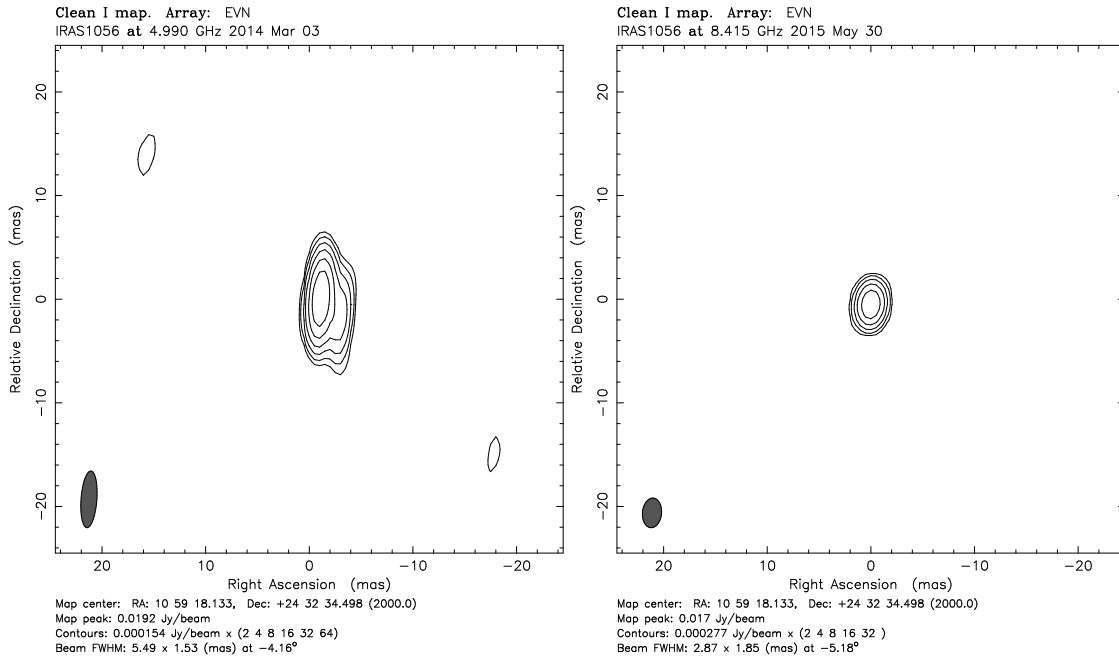 Clean I map. Array: EVN
IRAS1056 at 4.990 GHz 2014 Mar 03
20
10
0
−10
−20
Relative Declination (mas)
20
10
0
−10
−20
Right Ascension (mas)
Map center: RA: 10 59 18.133, Dec: +24 32 34.498 (2000.0)
Map peak: 0.0192 Jy/beam
Contours: 0.000154 Jy/beam x (2 4 8 16 32 64)
Beam FWHM: 5.49 x 1.53 (mas) at −4.16°
Clean I map. Array: EVN
IRAS1056 at 8.415 GHz 2015 May 30
20
10
0
−10
−20
Relative Declination (mas)
20
10
0
−10
−20
Right Ascension (mas)
Map center: RA: 10 59 18.133, Dec: +24 32 34.498 (2000.0)
Map peak: 0.017 Jy/beam
Contours: 0.000277 Jy/beam x (2 4 8 16 32 )
Beam FWHM: 2.87 x 1.85 (mas) at −5.18°